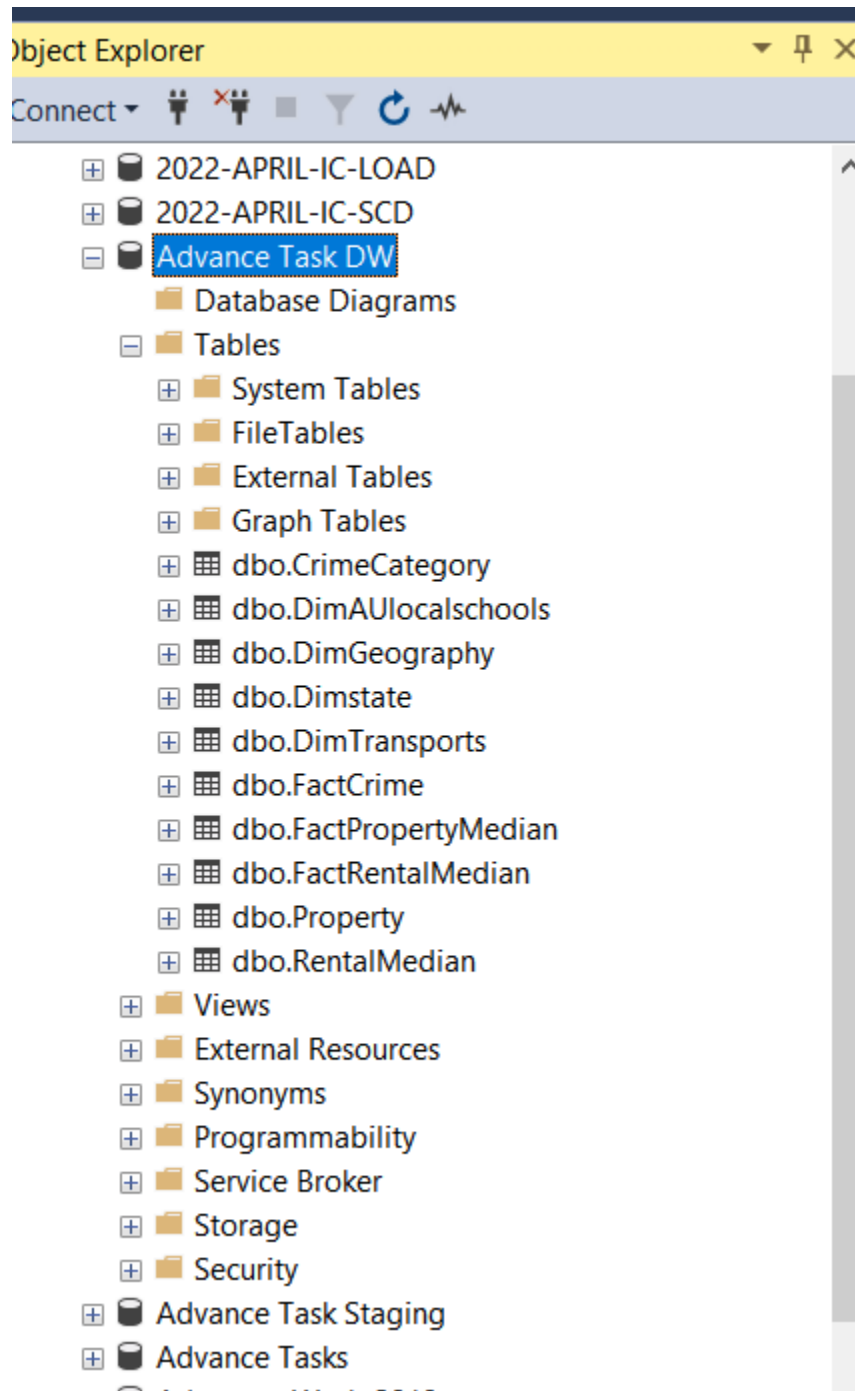 Object Explorer
Connect
2022-APRIL-IC-LOAD
2022-APRIL-IC-SCD
Advance Task DW
Database Diagrams
Tables
System Tables
FileTables
External Tables
Graph Tables
dbo.CrimeCategory
dbo.DimAUlocalschools
dbo.DimGeography
dbo.Dimstate
dbo.DimTransports
dbo.FactCrime
dbo.FactPropertyMedian
dbo.FactRentalMedian
dbo.Property
dbo.RentalMedian
Views
External Resources
Synonyms
Programmability
Service Broker
Storage
Security
Advance Task Staging
Advance Tasks